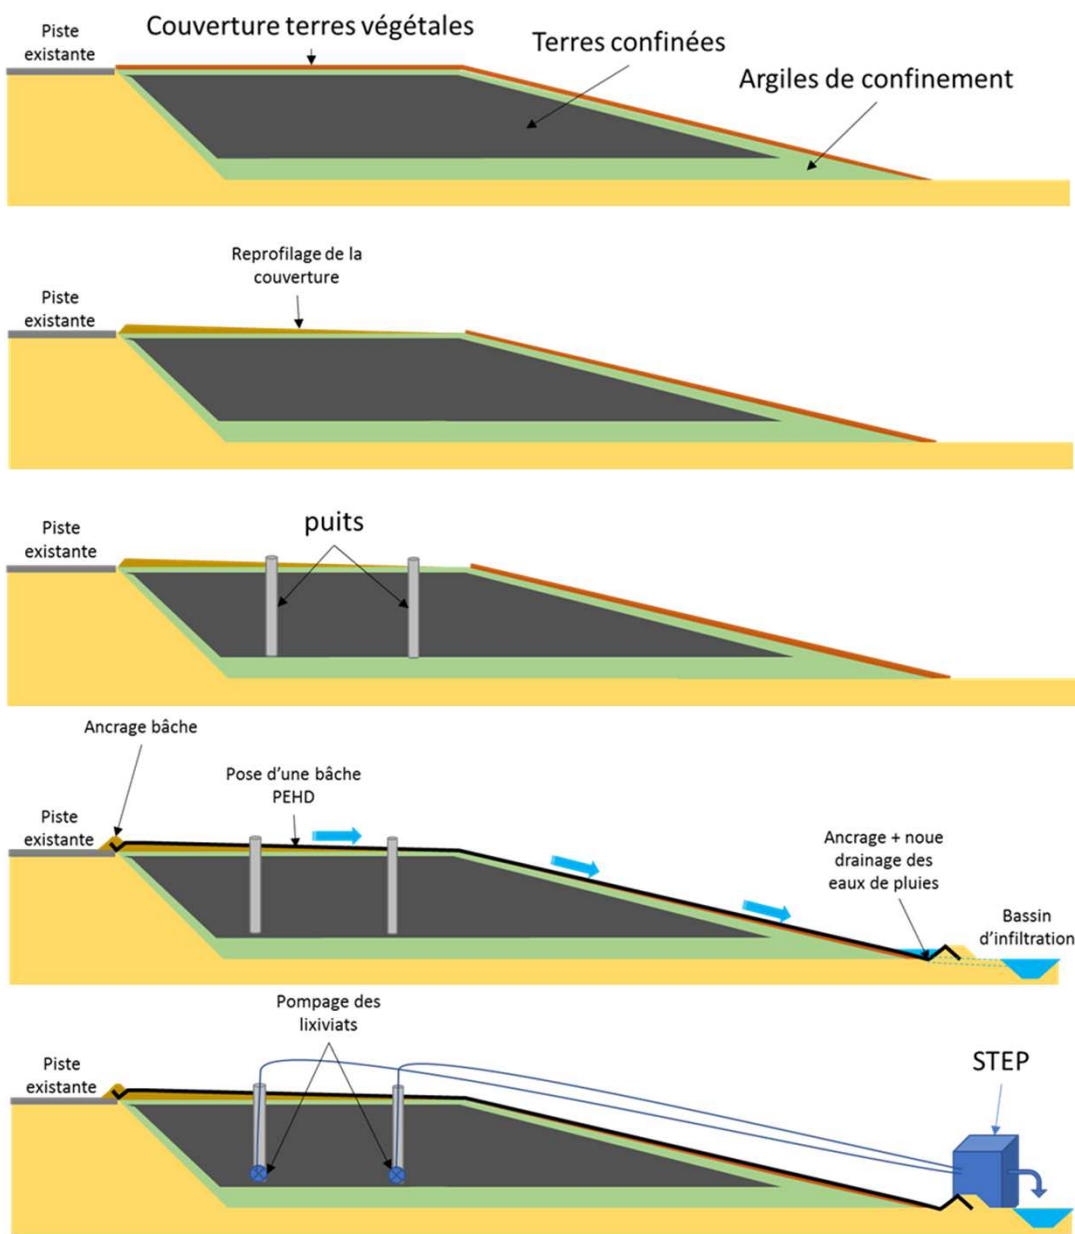 Couverture terres végétales
Piste
existante
Terres confinées
Argiles de confinement
Reprofilage de la
couverture
Piste
existante
puits
Piste
existante
Ancrage bâche
Pose d'une bâche
PEHD
Piste
existante
Ancrage + noue
drainage des
eaux de pluies
Bassin
d'infiltration
Pompage des
lixiviats
Piste
existante
STEP